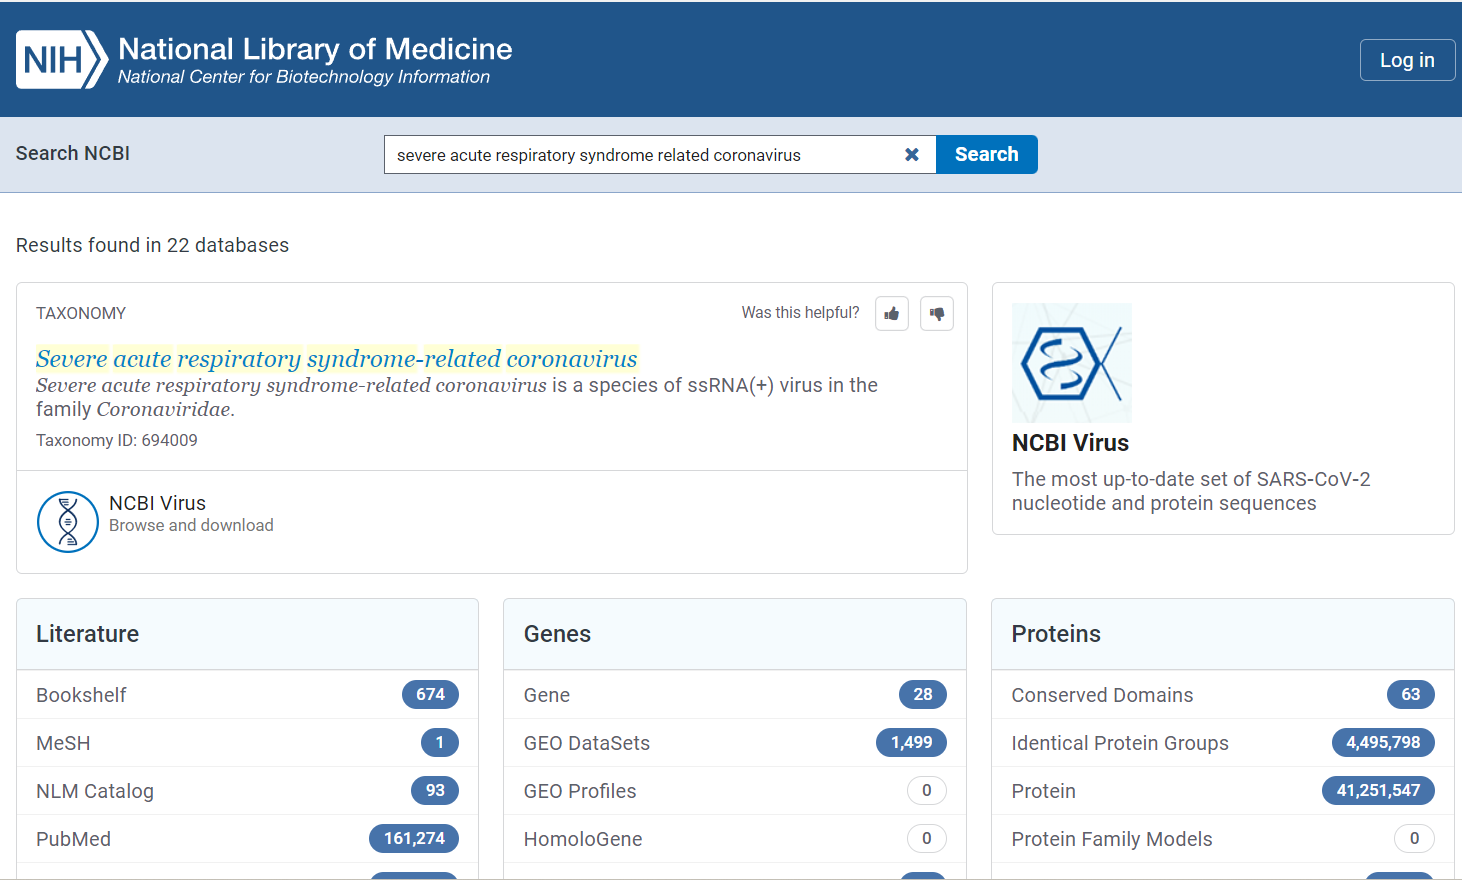 NIH
National Library of Medicine
National Center for Biotechnology Information
Log in
Search NCBI
severe acute respiratory syndrome related coronavirus
Search
Results found in 22 databases
TAXONOMY
Was this helpful?
Severe acute respiratory syndrome-related coronavirus
Severe acute respiratory syndrome-related coronavirus is a species of ssRNA(+) virus in the
family Coronaviridae.
Taxonomy ID: 694009
NCBI Virus
Browse and download
NCBI Virus
The most up-to-date set of SARS-CoV-2
nucleotide and protein sequences
Literature
Bookshelf 674
MeSH 1
NLM Catalog 93
PubMed 161,274
Genes
Gene 28
GEO DataSets 1,499
GEO Profiles 0
HomoloGene 0
Proteins
Conserved Domains 63
Identical Protein Groups 4,495,798
Protein 41,251,547
Protein Family Models 0